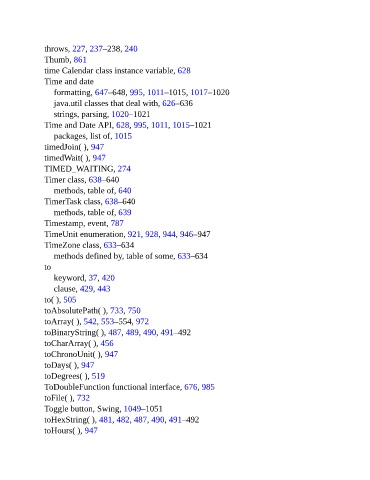 throws, 227, 237–238, 240
Thumb, 861
time Calendar class instance variable, 628
Time and date
formatting, 647–648, 995, 1011–1015, 1017–1020
java.util classes that deal with, 626–636
strings, parsing, 1020–1021
Time and Date API, 628, 995, 1011, 1015–1021
packages, list of, 1015
timedJoin( ), 947
timedWait( ), 947
TIMED_WAITING, 274
Timer class, 638–640
methods, table of, 640
TimerTask class, 638–640
methods, table of, 639
Timestamp, event, 787
TimeUnit enumeration, 921, 928, 944, 946–947
TimeZone class, 633–634
methods defined by, table of some, 633–634
to
keyword, 37, 420
clause, 429, 443
to( ), 505
toAbsolutePath( ), 733, 750
toArray( ), 542, 553–554, 972
toBinaryString( ), 487, 489, 490, 491–492
toCharArray( ), 456
toChronoUnit( ), 947
toDays( ), 947
toDegrees( ), 519
ToDoubleFunction functional interface, 676, 985
toFile( ), 732
Toggle button, Swing, 1049–1051
toHexString( ), 481, 482, 487, 490, 491–492
toHours( ), 947